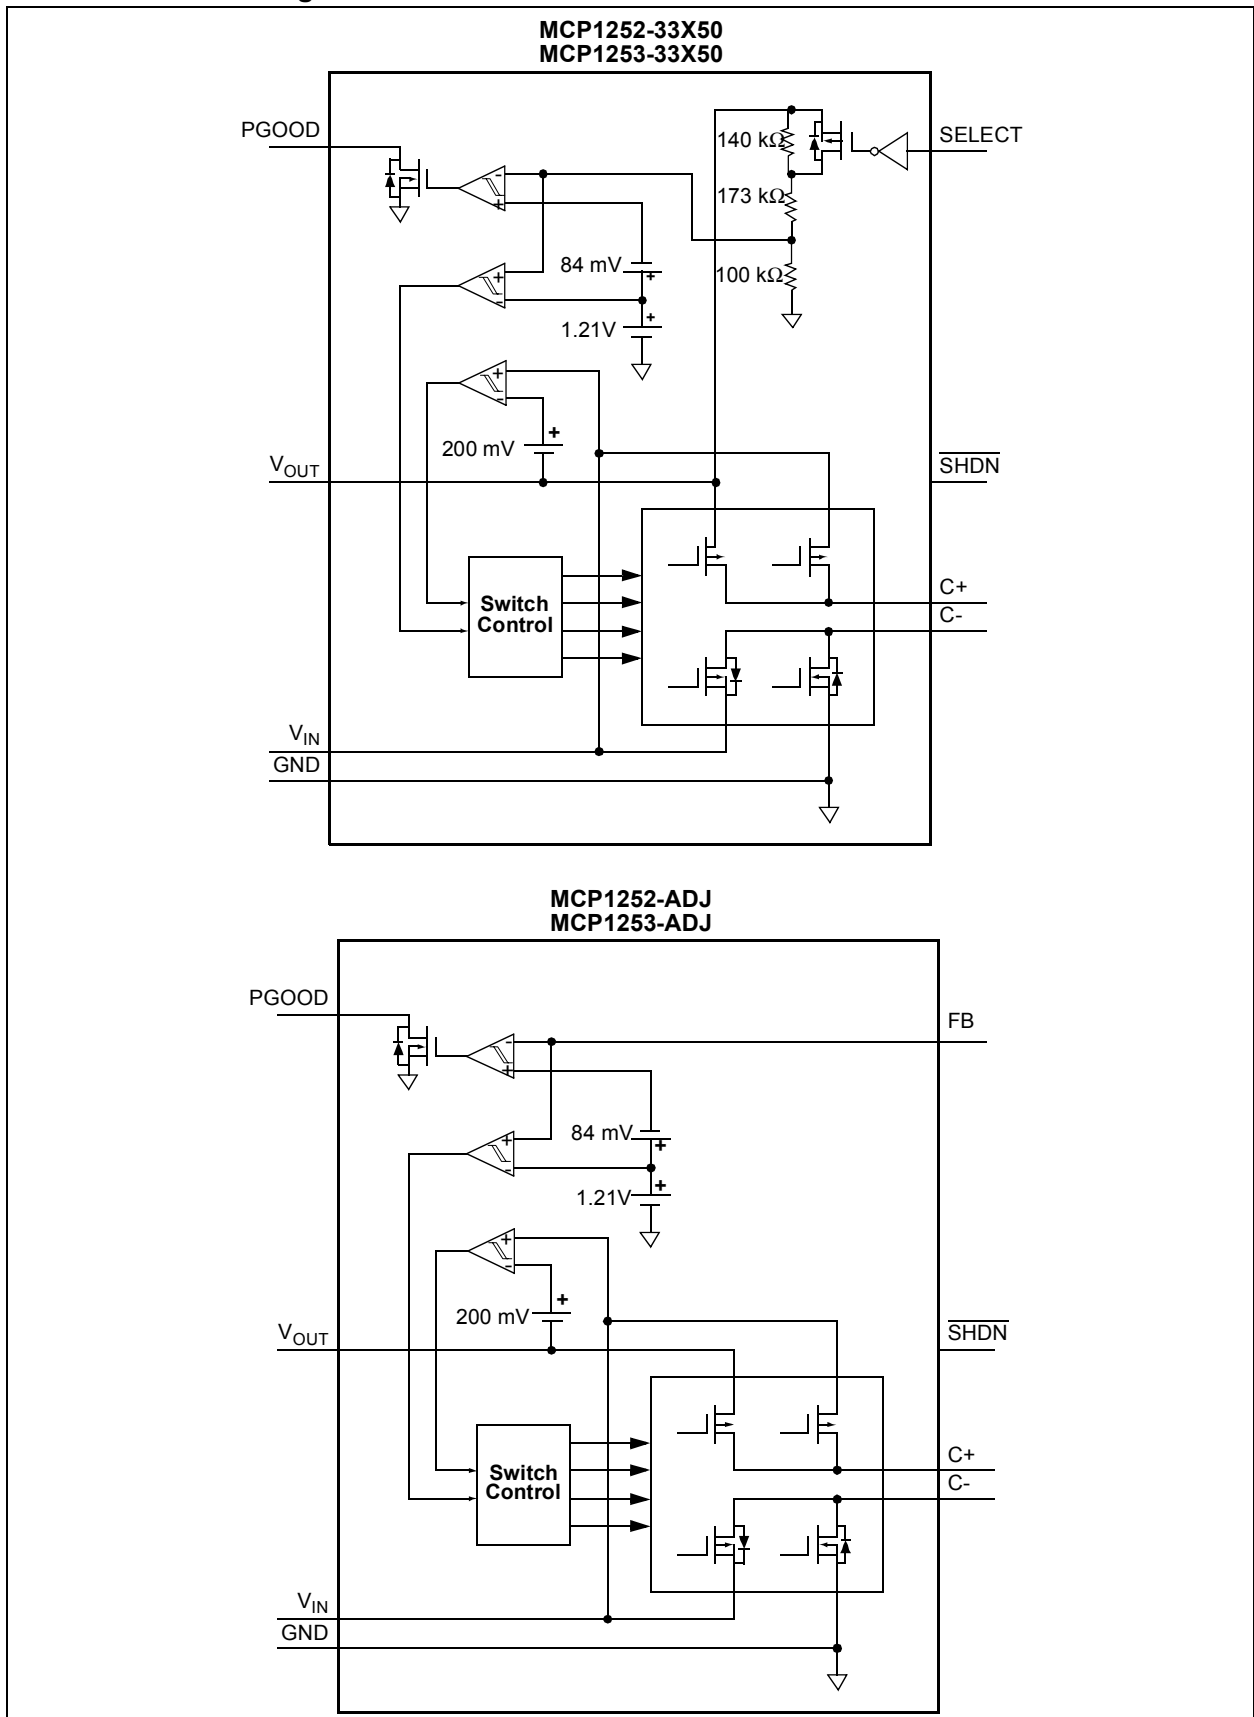 MCP1252-33X50
MCP1253-33X50
PGOOD
SELECT
140 kΩ
173 kΩ
100 kΩ
84 mV
1.21V
200 mV
VOUT
SHDN
Switch
Control
C+
C-
VIN
GND
MCP1252-ADJ
MCP1253-ADJ
PGOOD
FB
84 mV
1.21V
200 mV
VOUT
SHDN
Switch
Control
C+
C-
VIN
GND